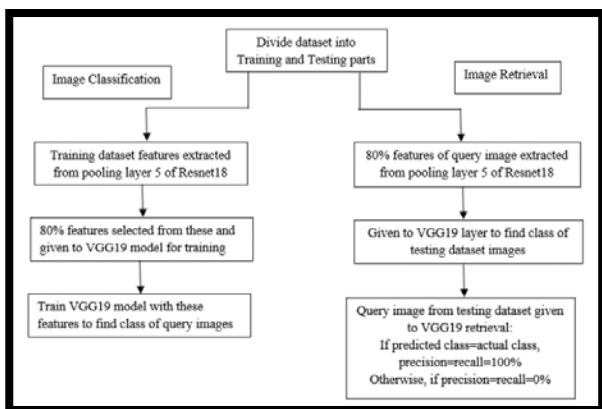 Divide dataset into
Training and Testing parts
Image Classification
Image Retrieval
Training dataset features extracted
from pooling layer 5 of Resnet18
80% features of query image extracted
from pooling layer 5 of Resnet18
80% features selected from these and
given to VGG19 model for training
Given to VGG19 layer to find class of
testing dataset images
Train VGG19 model with these
features to find class of query images
Query image from testing dataset given
to VGG19 retrieval:
If predicted class=actual class,
precision=recall=100%
Otherwise, if precision=recall=0%